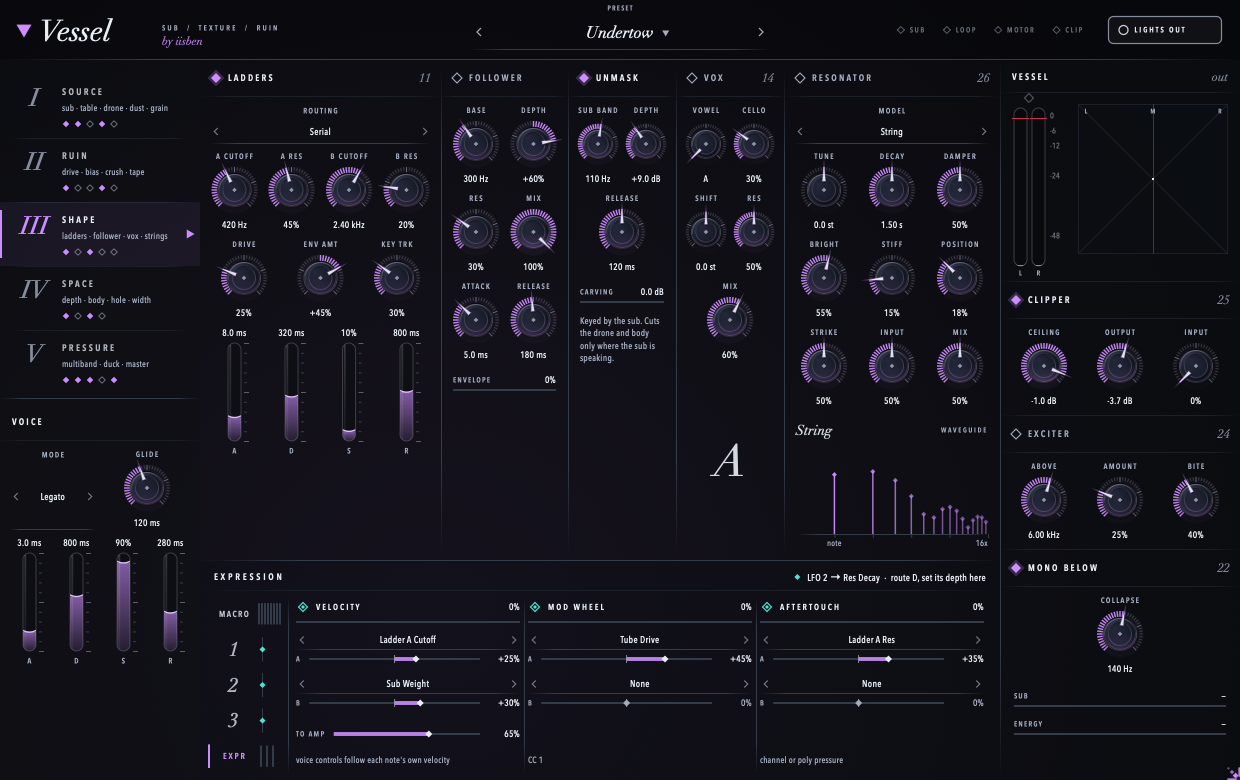 PRESET
Vessel
SUB / TEXTURE / RUIN
by iisben
Undertow
SUB LOOP MOTOR CLIP
LIGHTS OUT
I SOURCE
sub · table · drone · dust · grain
II RUIN
drive · bias · crush · tape
III SHAPE
ladders · follower · vox · strings
IV SPACE
depth · body · hole · width
V PRESSURE
multiband · duck · master
VOICE
MODE GLIDE
Legato
120 ms
3.0 ms 800 ms 90% 280 ms
A D S R
LADDERS 11
ROUTING
Serial
A CUTOFF A RES B CUTOFF B RES
420 Hz 45% 2.40 kHz 20%
DRIVE ENV AMT KEY TRK
25% +45% 30%
8.0 ms 320 ms 10% 800 ms
A D S R
FOLLOWER
BASE DEPTH
300 Hz +60%
RES MIX
30% 100%
ATTACK RELEASE
5.0 ms 180 ms
ENVELOPE 0%
UNMASK
SUB BAND DEPTH
110 Hz +9.0 dB
RELEASE
120 ms
CARVING 0.0 dB
Keyed by the sub. Cuts
the drone and body
only where the sub is
speaking.
VOX 14
VOWEL CELLO
A 30%
SHIFT RES
0.0 st 50%
MIX
60%
A
RESONATOR 26
MODEL
String
TUNE DECAY DAMPER
0.0 st 1.50 s 50%
BRIGHT STIFF POSITION
55% 15% 18%
STRIKE INPUT MIX
50% 50% 50%
String WAVEGUIDE
note 16x
EXPRESSION
LFO 2 → Res Decay · route D, set its depth here
MACRO
1
2
3
EXPR
VELOCITY 0%
Ladder A Cutoff
A +25%
Sub Weight
B +30%
TO AMP 65%
voice controls follow each note's own velocity
MOD WHEEL 0%
Tube Drive
A +45%
None
B 0%
CC 1
AFTERTOUCH 0%
Ladder A Res
A +35%
None
B 0%
channel or poly pressure
VESSEL out
0
-6
-12
-24
-48
L R
L M R
CLIPPER 25
CEILING OUTPUT INPUT
-1.0 dB -3.7 dB 0%
EXCITER 24
ABOVE AMOUNT BITE
6.00 kHz 25% 40%
MONO BELOW 22
COLLAPSE
140 Hz
SUB –
ENERGY –